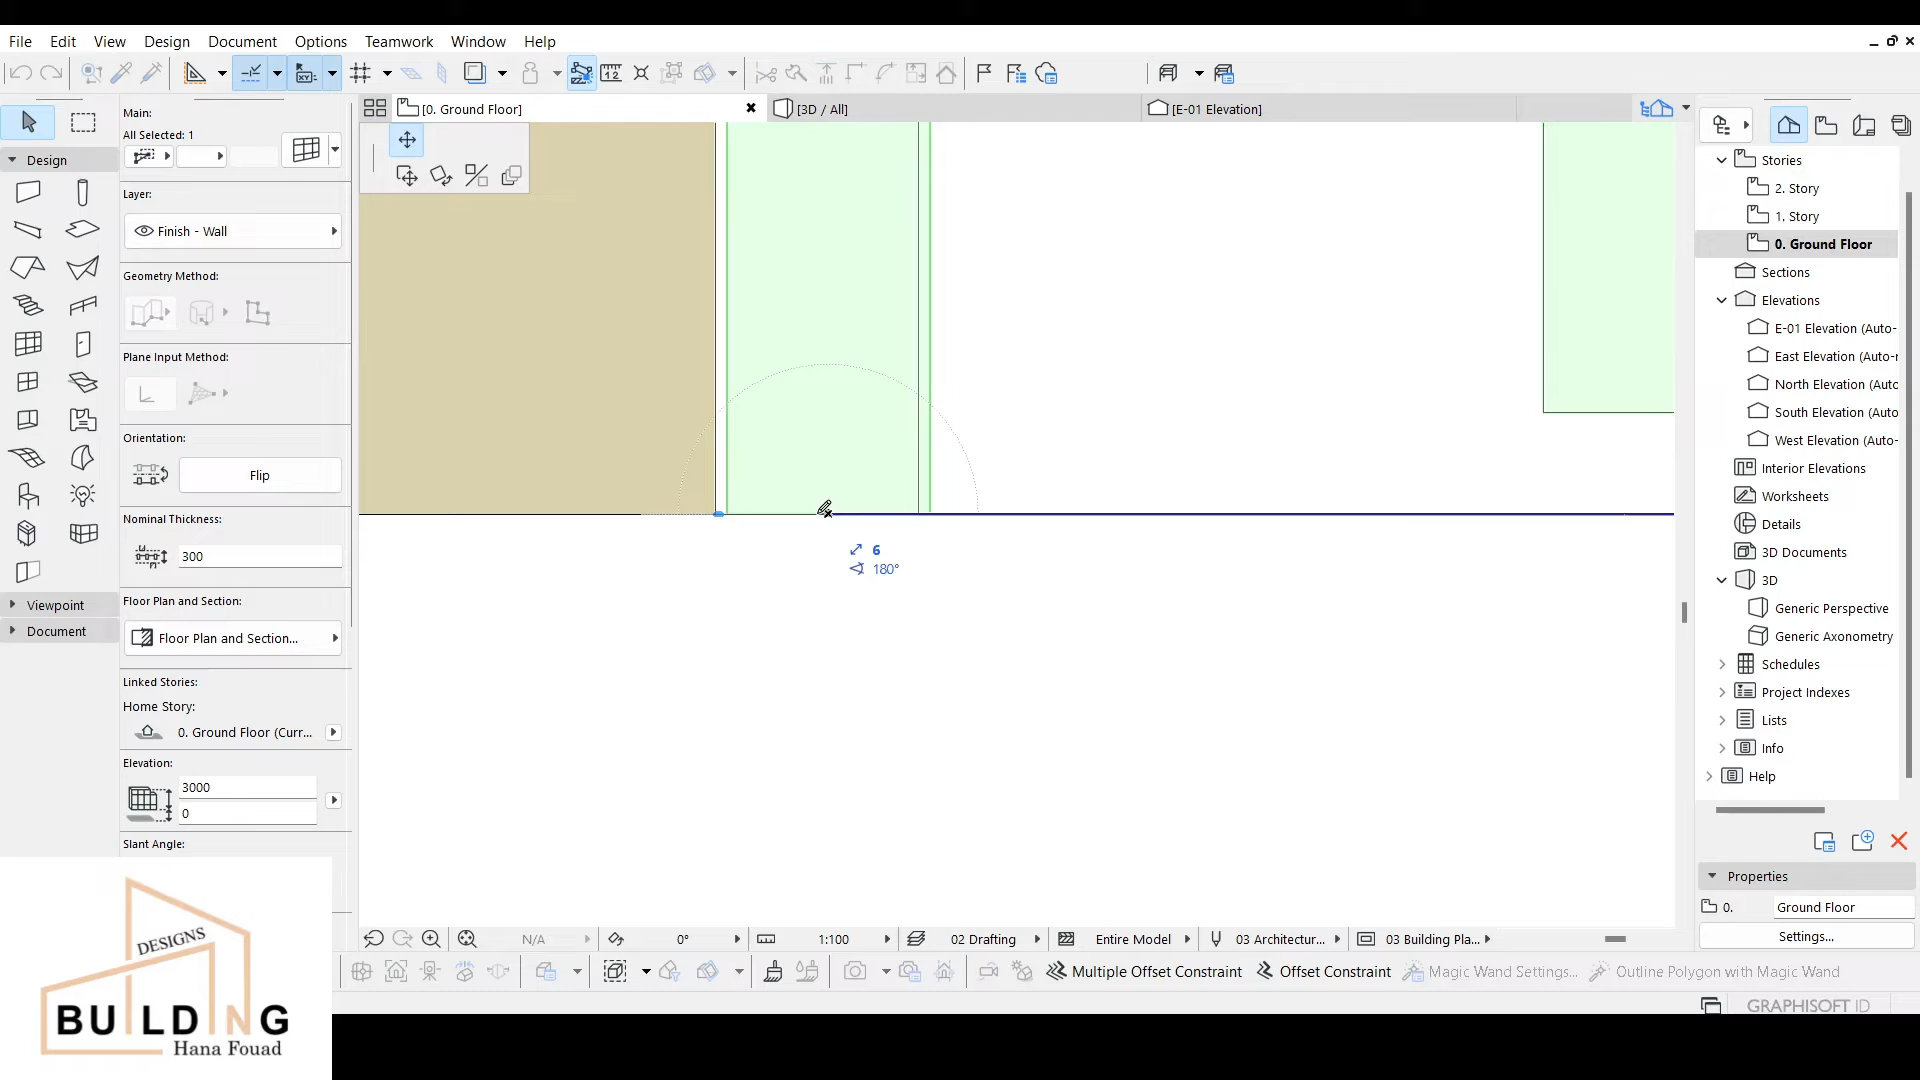 File Edit View Design Document Options Teamwork Window Help
[0. Ground Floor]
[3D / All]
[E-01 Elevation]
Main:
All Selected: 1
Design
Layer:
Finish - Wall
Geometry Method:
Plane Input Method:
Orientation:
Flip
Nominal Thickness:
300
Floor Plan and Section:
Floor Plan and Section...
Linked Stories:
Home Story:
0. Ground Floor (Curr...
Elevation:
3000
0
Slant Angle:
Viewpoint
Document
6
180°
Stories
2. Story
1. Story
0. Ground Floor
Sections
Elevations
E-01 Elevation (Auto-
East Elevation (Auto-r
North Elevation (Auto
South Elevation (Auto
West Elevation (Auto-
Interior Elevations
Worksheets
Details
3D Documents
3D
Generic Perspective
Generic Axonometry
Schedules
Project Indexes
Lists
Info
Help
Properties
0. Ground Floor
Settings...
N/A 0° 1:100 02 Drafting Entire Model 03 Architectur... 03 Building Pla...
Multiple Offset Constraint Offset Constraint Magic Wand Settings... Outline Polygon with Magic Wand
GRAPHISOFT ID
DESIGNS
BUILDING
Hana Fouad